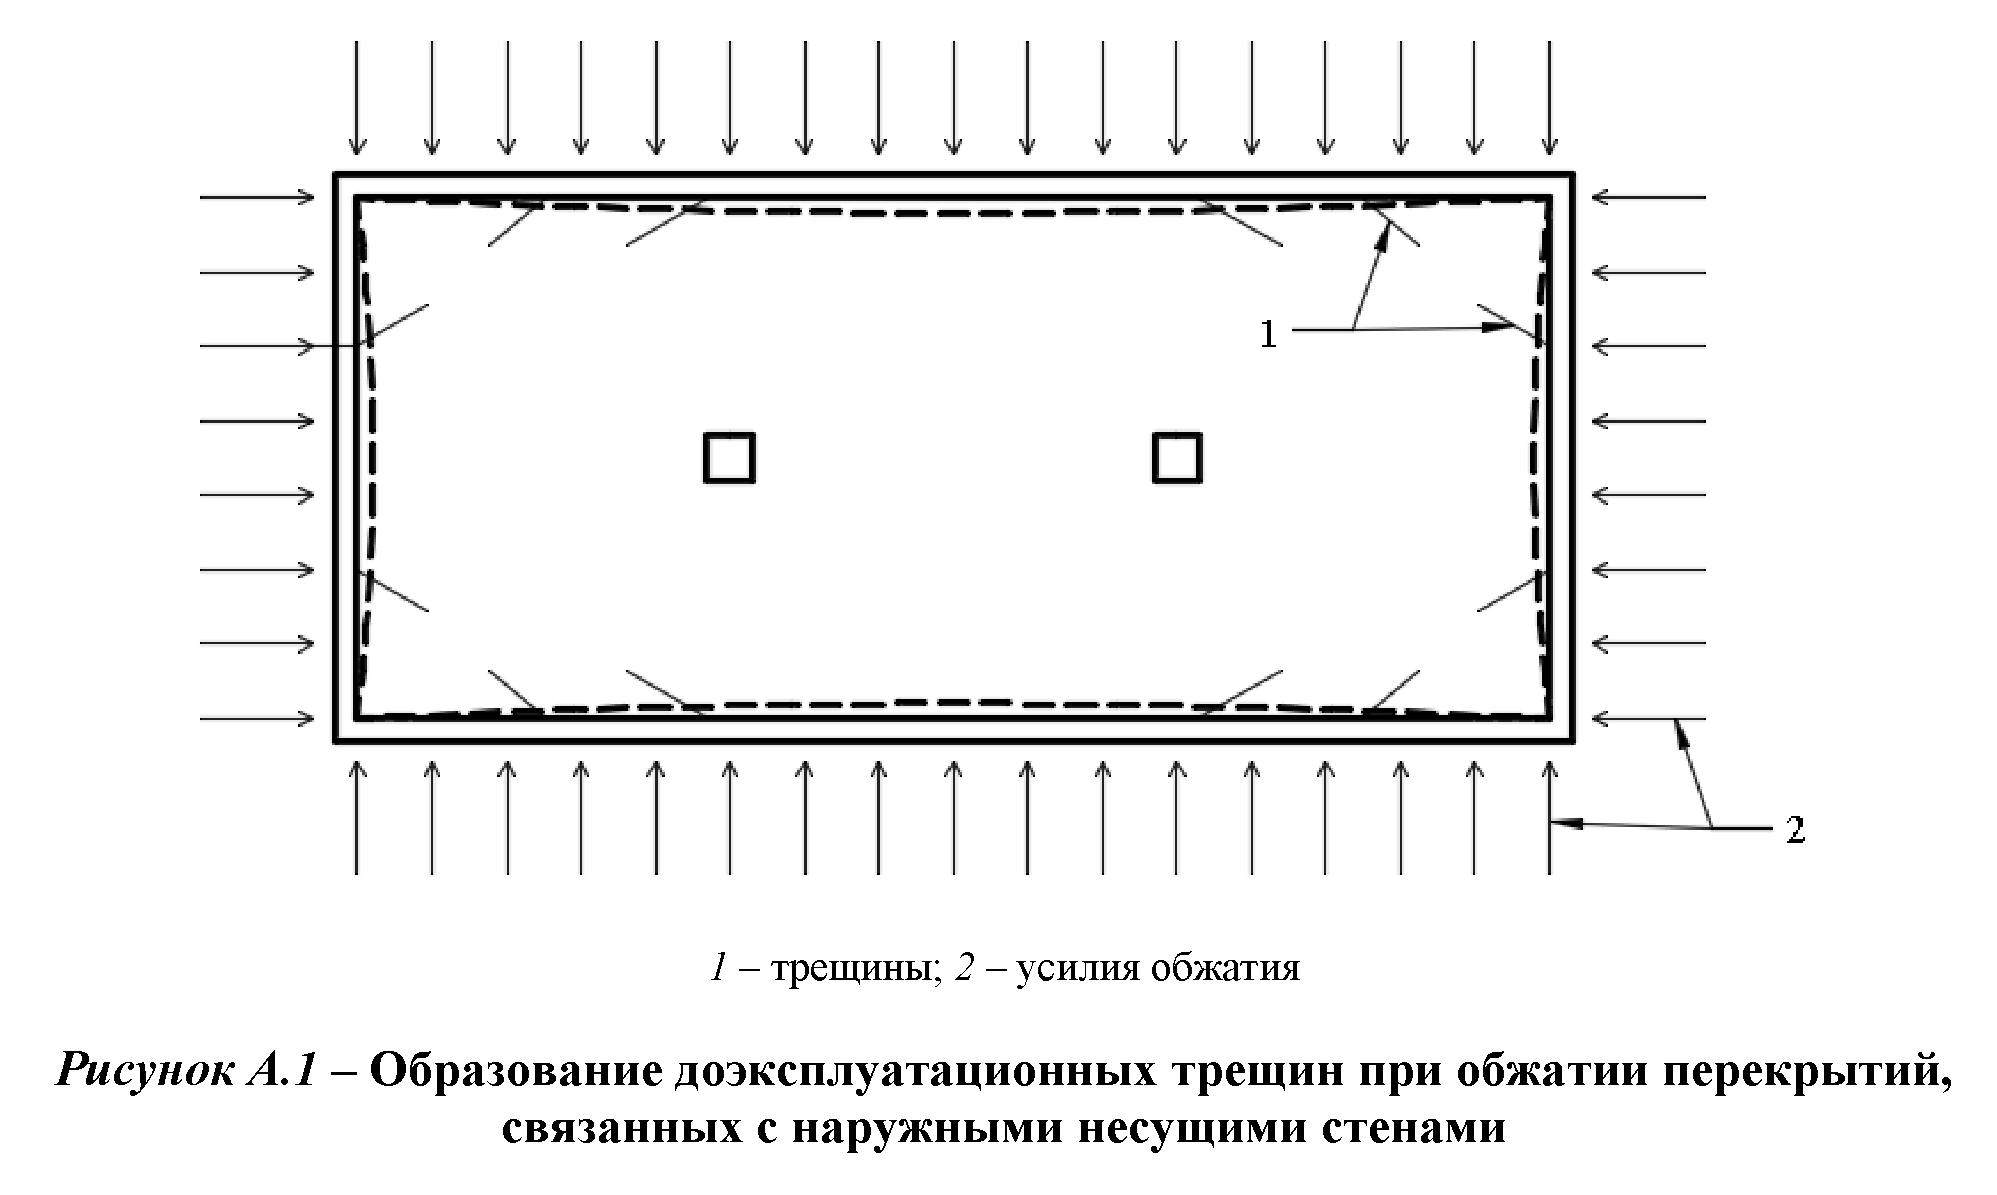 1
2
1 – трещины; 2 – усилия обжатия
Рисунок А.1 – Образование доэксплуатационных трещин при обжатии перекрытий,
связанных с наружными несущими стенами